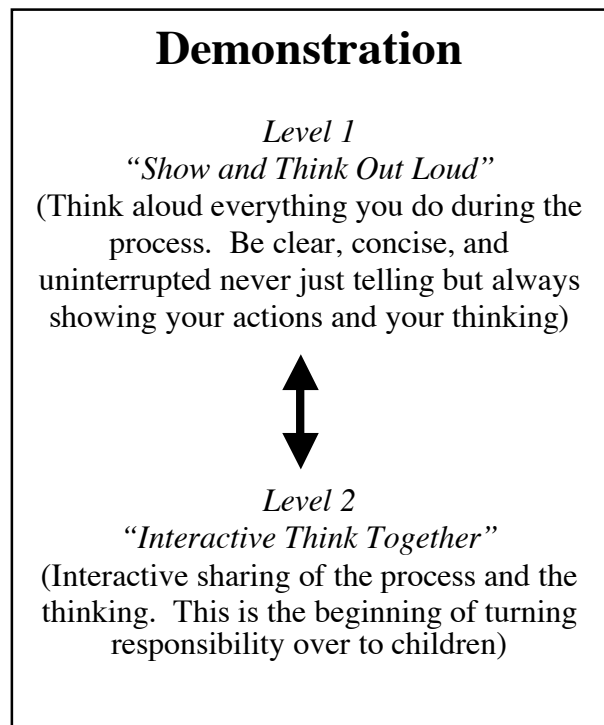 Demonstration
Level 1
“Show and Think Out Loud”
(Think aloud everything you do during the
process.  Be clear, concise, and
uninterrupted never just telling but always
showing your actions and your thinking)
Level 2
“Interactive Think Together”
(Interactive sharing of the process and the
thinking.  This is the beginning of turning
responsibility over to children)